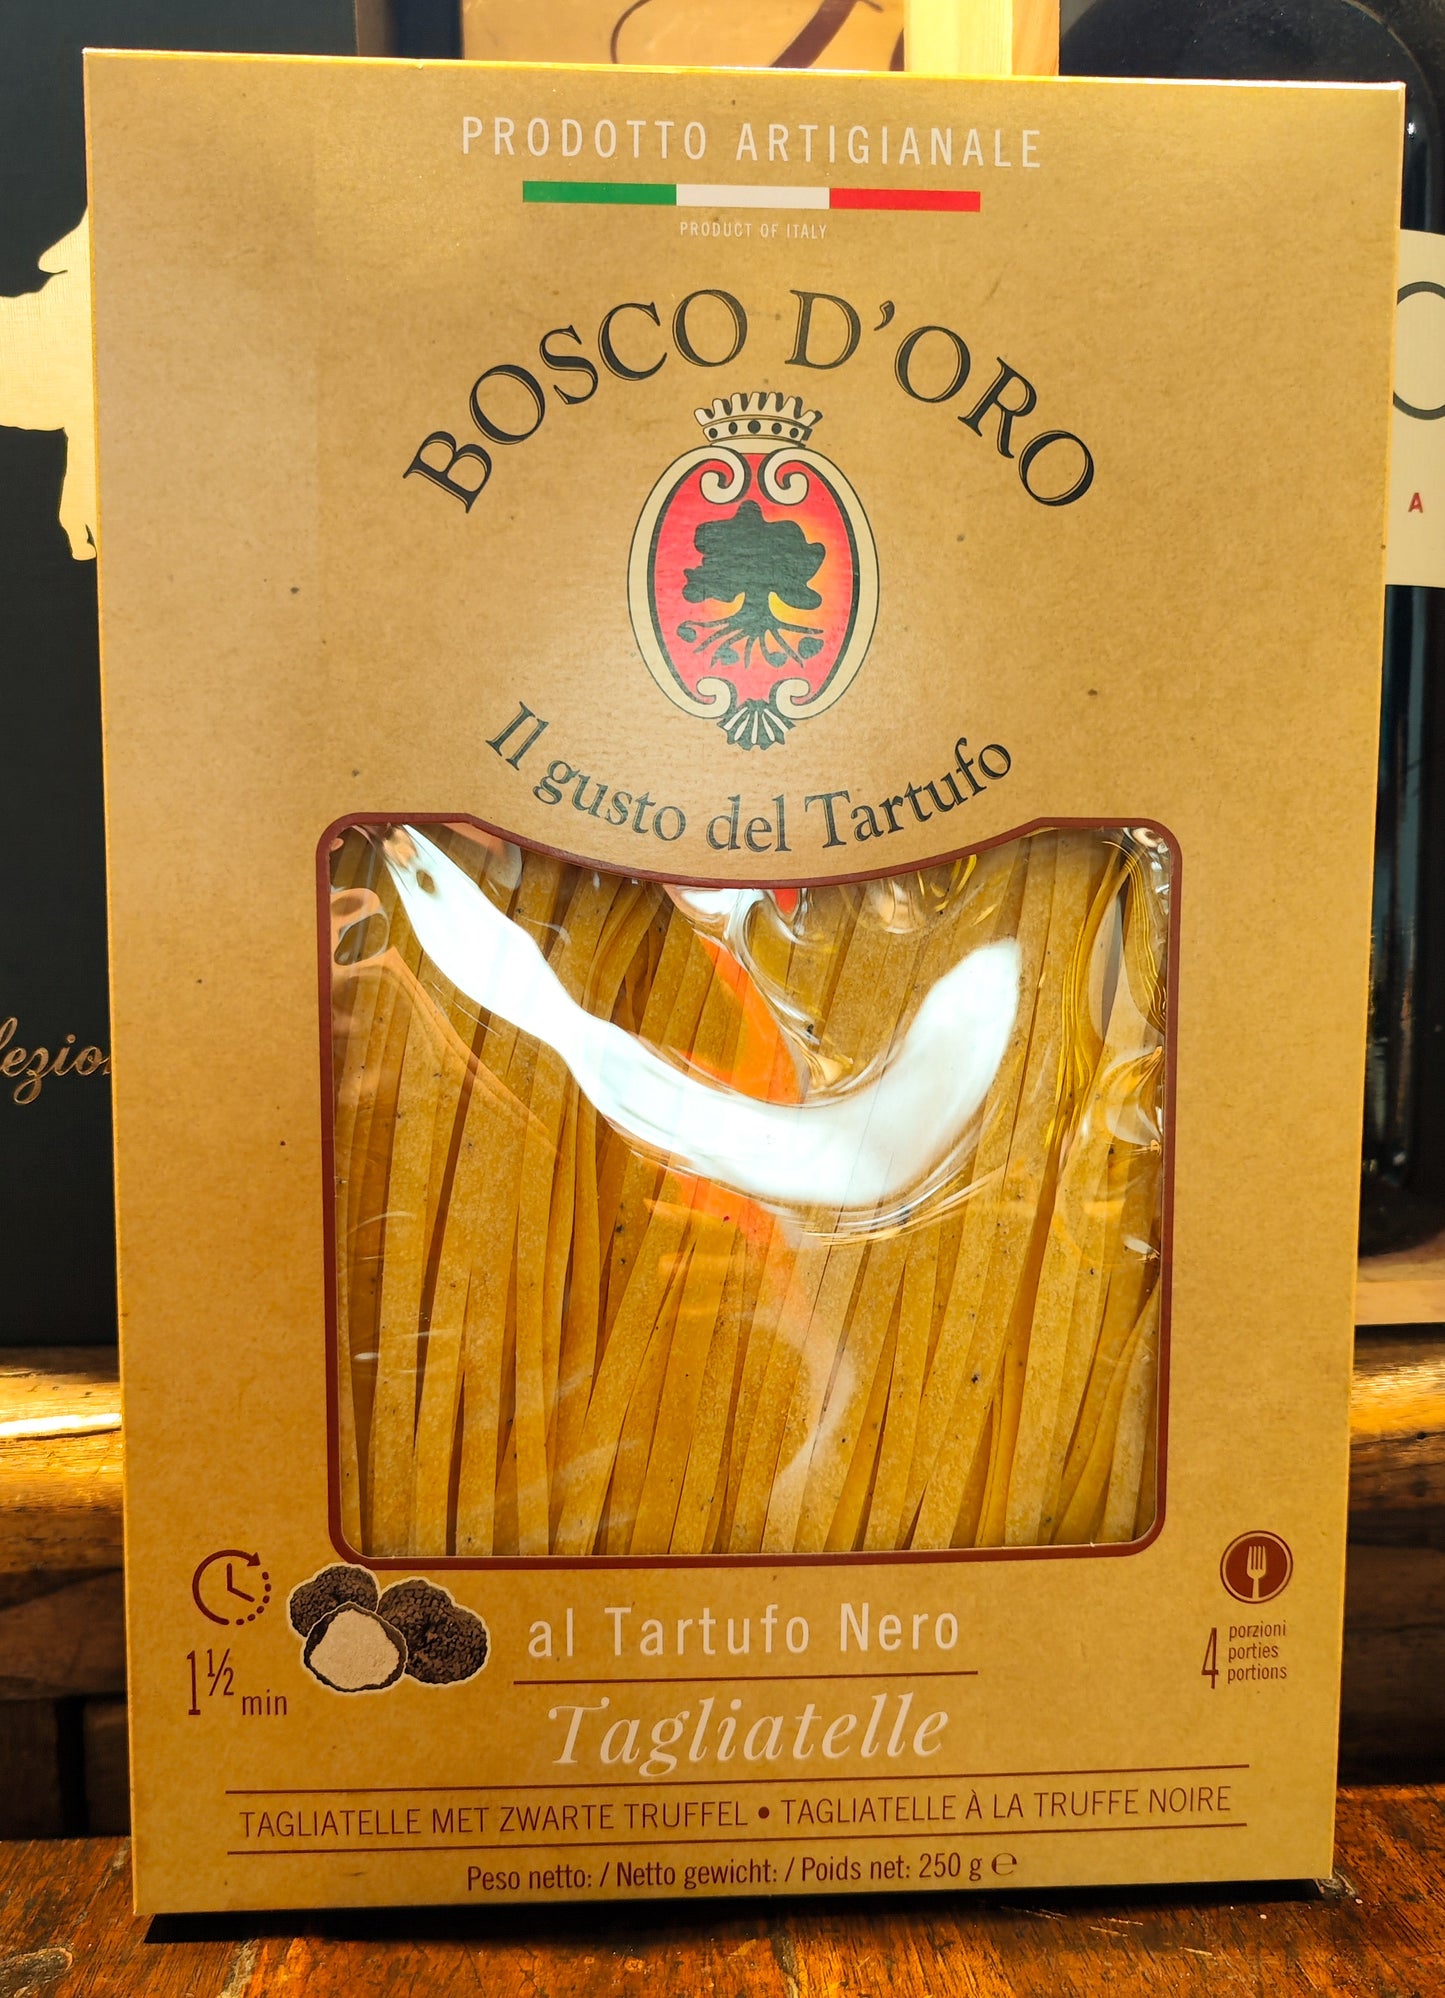 PRODOTTO ARTIGIANALE
PRODUCT OF ITALY
BOSCO D'ORO
Il gusto del Tartufo
1½ min
al Tartufo Nero
Tagliatelle
4 porzioni
porties
portions
TAGLIATELLE MET ZWARTE TRUFFEL • TAGLIATELLE À LA TRUFFE NOIRE
Peso netto: / Netto gewicht: / Poids net: 250 g ℮
A